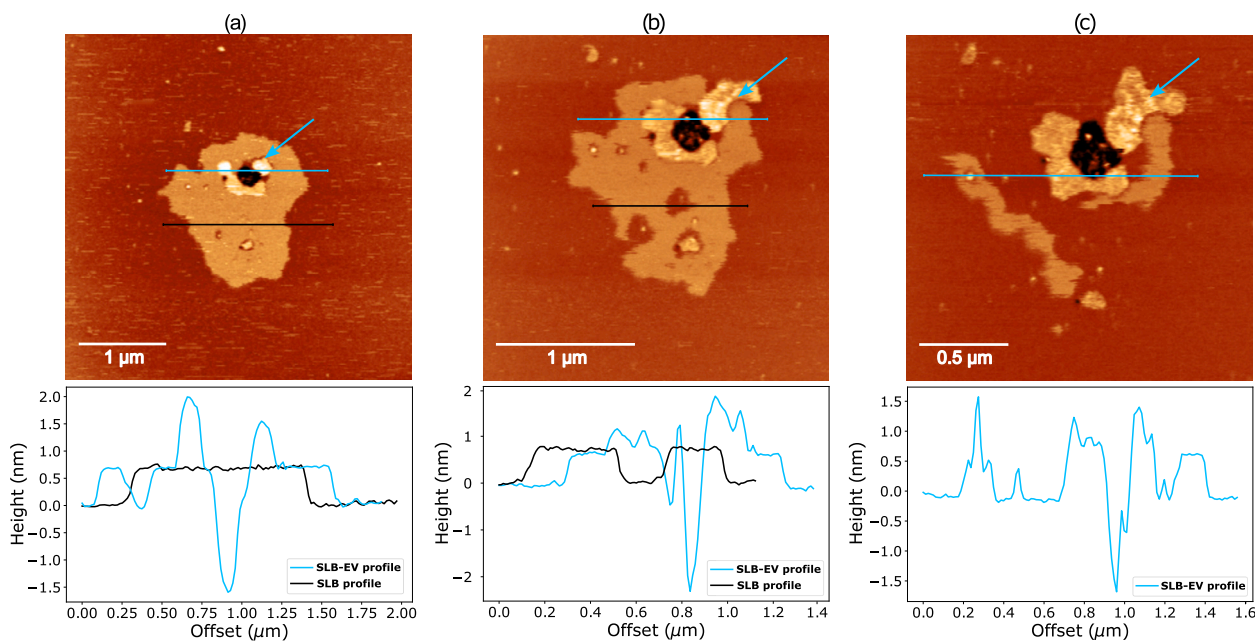 (a)
(b)
(c)
1 µm
1 µm
0.5 µm
Height (nm)
2.0
1.5
1.0
0.5
0.0
−0.5
−1.0
−1.5
0.00 0.25 0.50 0.75 1.00 1.25 1.50 1.75 2.00
Offset (µm)
SLB-EV profile
SLB profile
Height (nm)
2
1
0
−1
−2
0.0 0.2 0.4 0.6 0.8 1.0 1.2 1.4
Offset (µm)
SLB-EV profile
SLB profile
Height (nm)
1.5
1.0
0.5
0.0
−0.5
−1.0
−1.5
0.0 0.2 0.4 0.6 0.8 1.0 1.2 1.4 1.6
Offset (µm)
SLB-EV profile